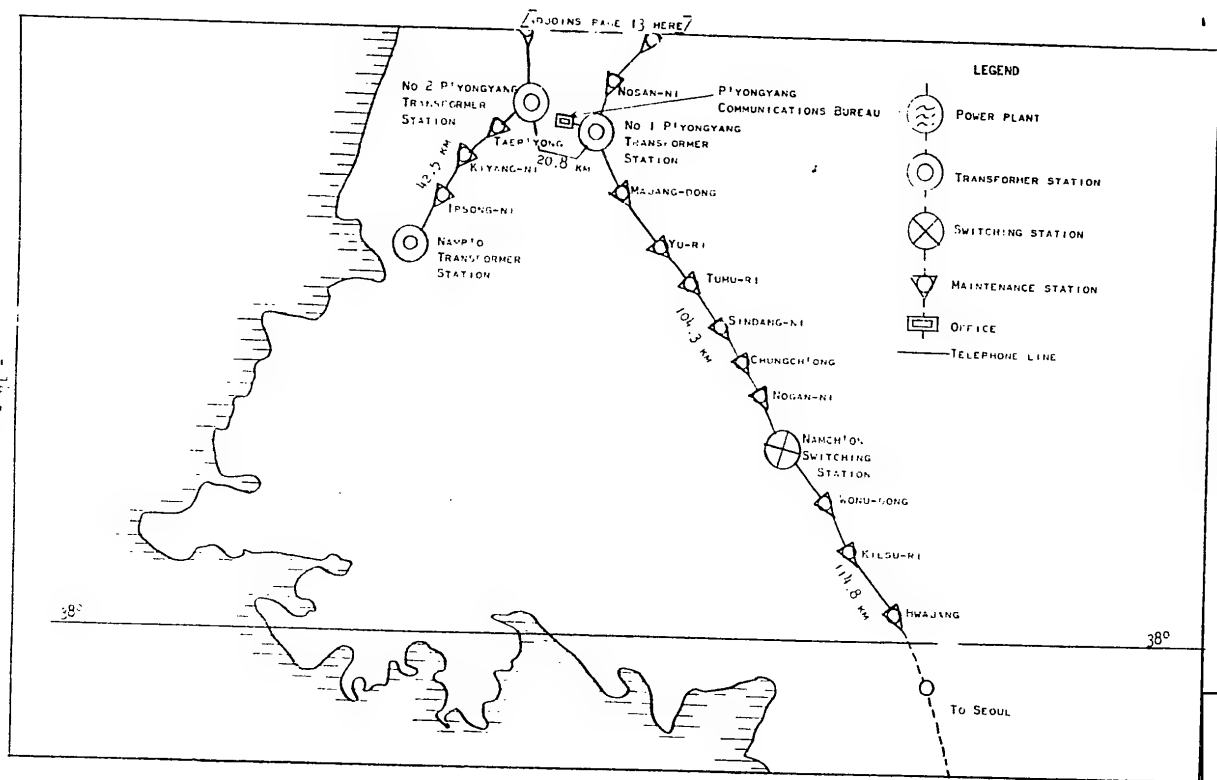 [ADJOINS PAGE 13 HERE]
LEGEND
POWER PLANT
TRANSFORMER STATION
SWITCHING STATION
MAINTENANCE STATION
OFFICE
TELEPHONE LINE
NO 2 P'YONGYANG
TRANSFORMER
STATION
NOSAN-NI
P'YONGYANG
COMMUNICATIONS BUREAU
NO 1 P'YONGYANG
TRANSFORMER
STATION
TAEP'YONG
20.8 KM
KIYANG-NI
42.5 KM
IPSONG-NI
NAMP'O
TRANSFORMER
STATION
MAJANG-DONG
YU-RI
TUMU-RI
104.3 KM
SINDANG-NI
CHUNGCH'ONG
NOGAN-NI
NAMCH'ON
SWITCHING
STATION
WONU-DONG
KILSU-RI
114.8 KM
HWAJANG
38°
38°
TO SEOUL